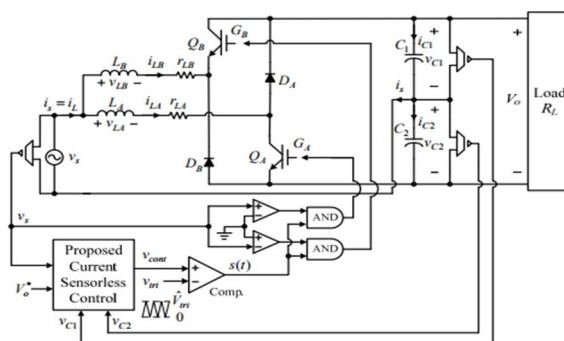 G_B
Q_B
L_B i_LB r_LB
+ v_LB −
D_A
C_1 + i_C1 v_C1 −
+ V_o −
Load R_L
i_s
i_s = i_L L_A i_LA r_LA
+ v_LA −
G_A
Q_A
D_B
C_2 + i_C2 v_C2 −
v_s
v_s
+ −
AND
+ −
AND
Proposed Current Sensorless Control
v_cont
v_tri
+ −
s(t)
Comp.
V_o*
V̂_tri
0
v_C1 v_C2